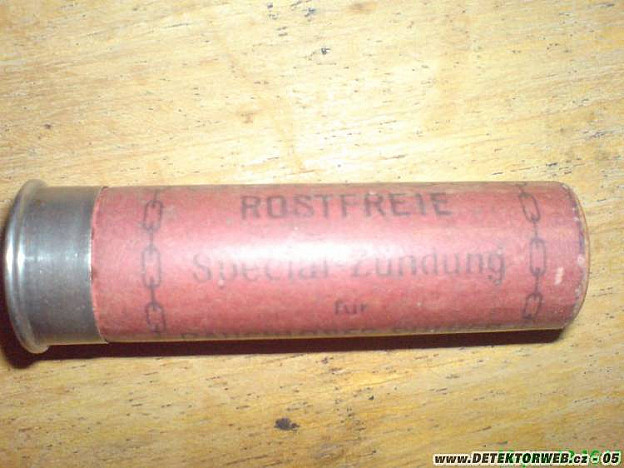 ROSTFREIE
Special-Zündung
für
www.DETEKTORWEB.cz 05